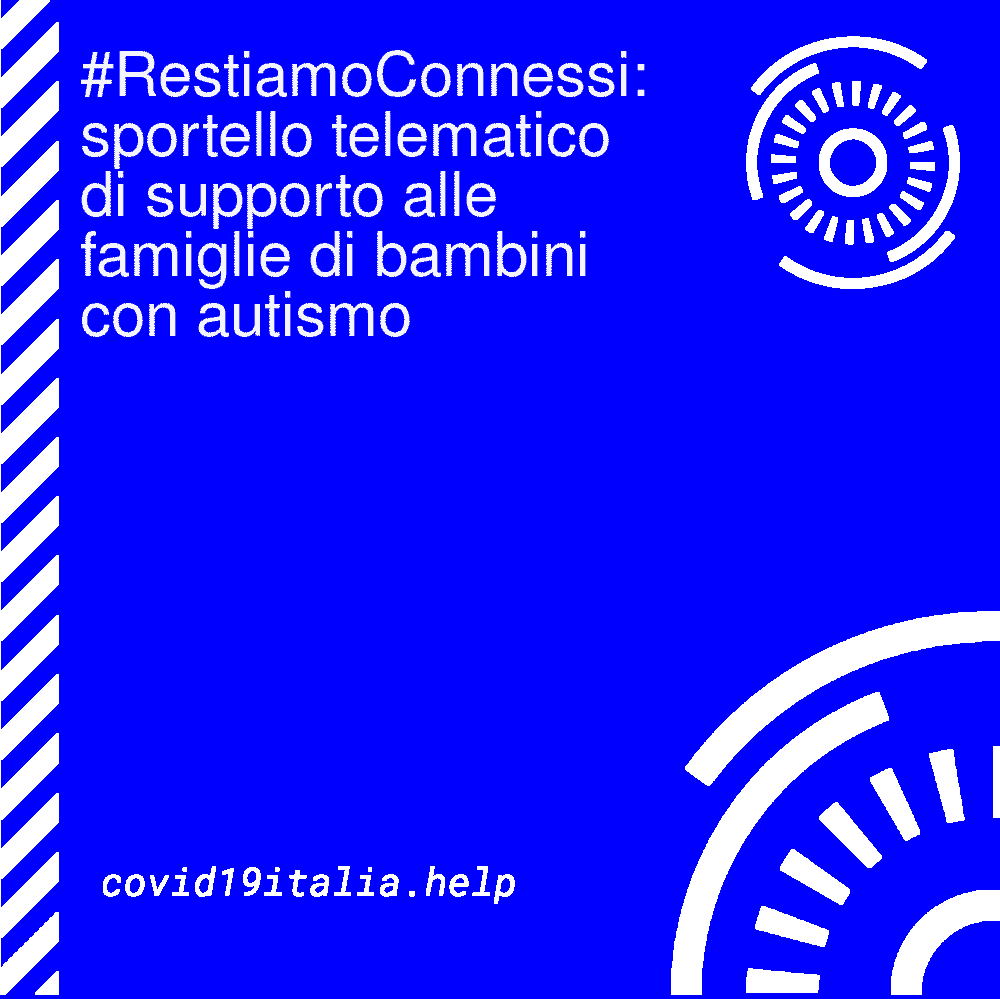 #RestiamoConnessi:
sportello telematico
di supporto alle
famiglie di bambini
con autismo
covid19italia.help